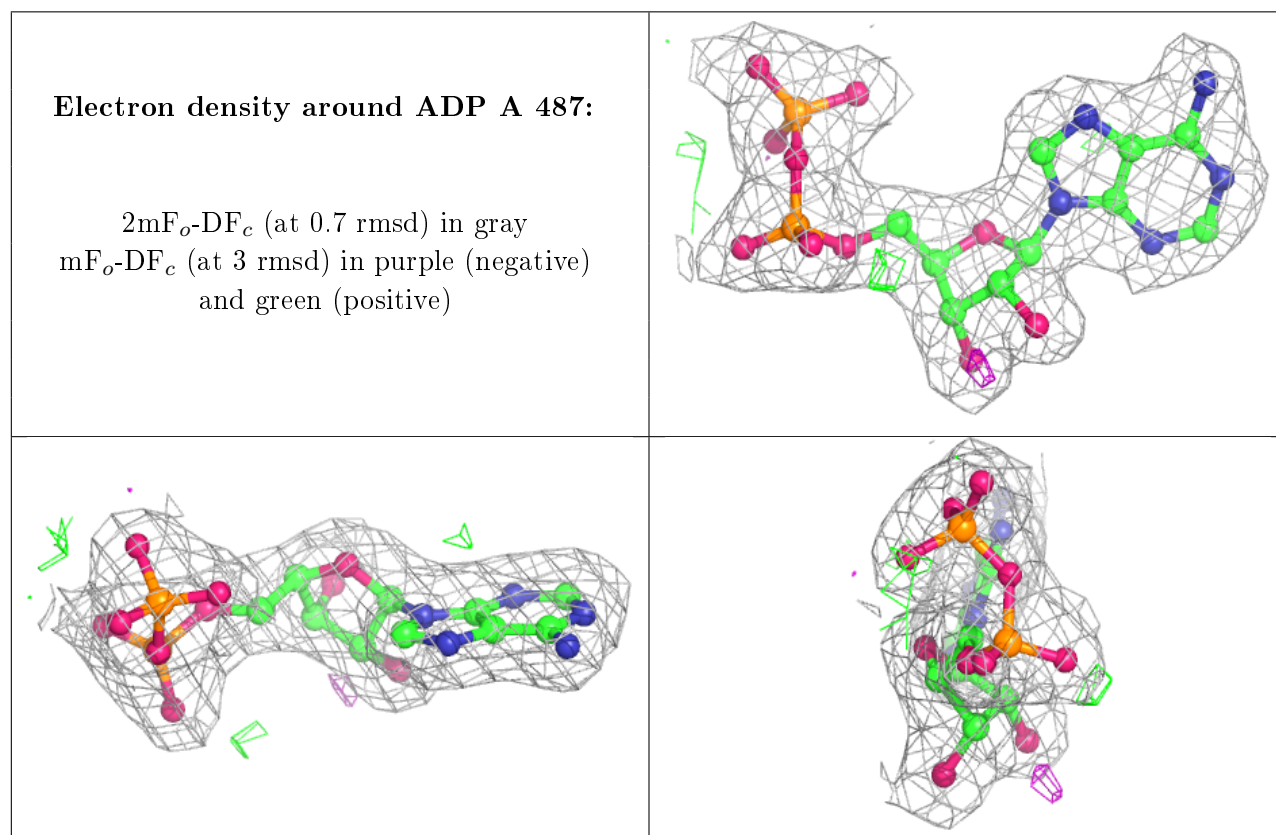 Electron density around ADP A 487:
2mFo-DFc (at 0.7 rmsd) in gray
mFo-DFc (at 3 rmsd) in purple (negative)
and green (positive)